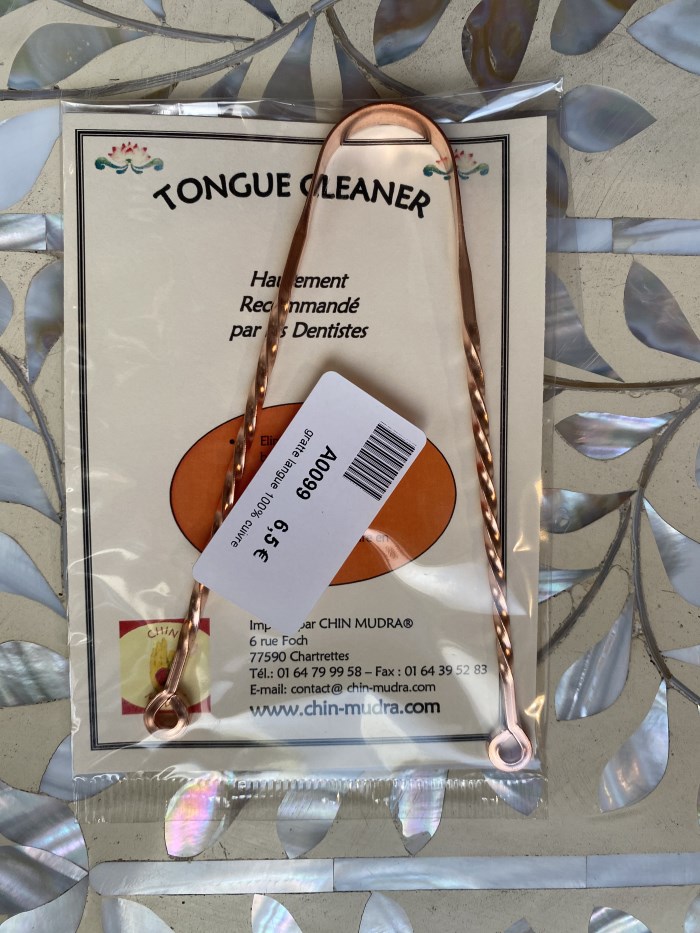 TONGUE CLEANER
Hautement
Recommandé
par les Dentistes
A0099
6,5 €
gratte langue 100% cuivre
CHIN
par CHIN MUDRA®
6 rue Foch
77590 Chartrettes
Tél.: 01 64 79 99 58 – Fax : 01 64 39 52 83
E-mail: contact@ chin-mudra.com
www.chin-mudra.com